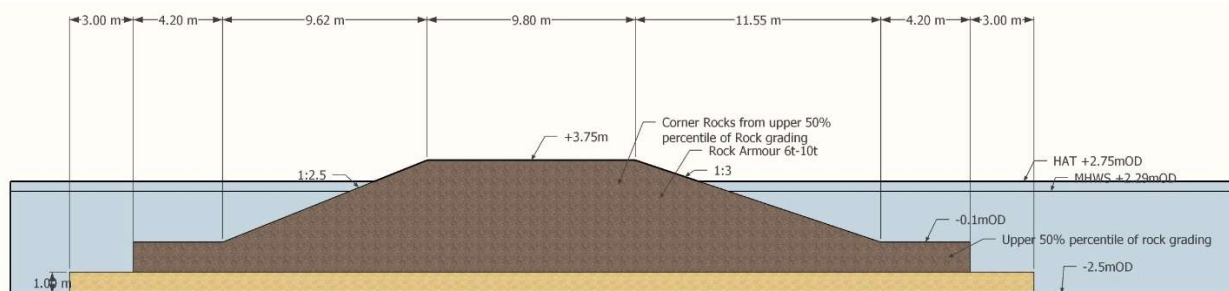 3.00 m
4.20 m
9.62 m
9.80 m
11.55 m
4.20 m
3.00 m
Corner Rocks from upper 50%
percentile of Rock grading
+3.75m
Rock Armour 6t-10t
HAT +2.75mOD
1:2.5
1:3
MHWS +2.29mOD
-0.1mOD
Upper 50% percentile of rock grading
-2.5mOD
1.00 m